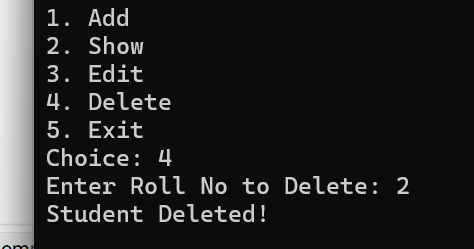 1. Add
2. Show
3. Edit
4. Delete
5. Exit
Choice: 4
Enter Roll No to Delete: 2
Student Deleted!